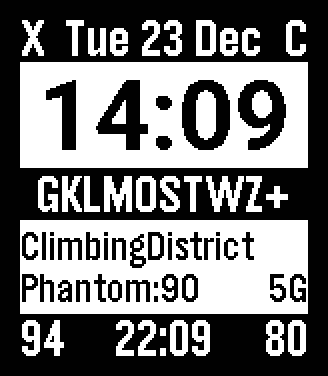 X Tue 23 Dec C
14:09
GKLMOSTWZ+
ClimbingDistrict
Phantom:90 5G
94 22:09 80